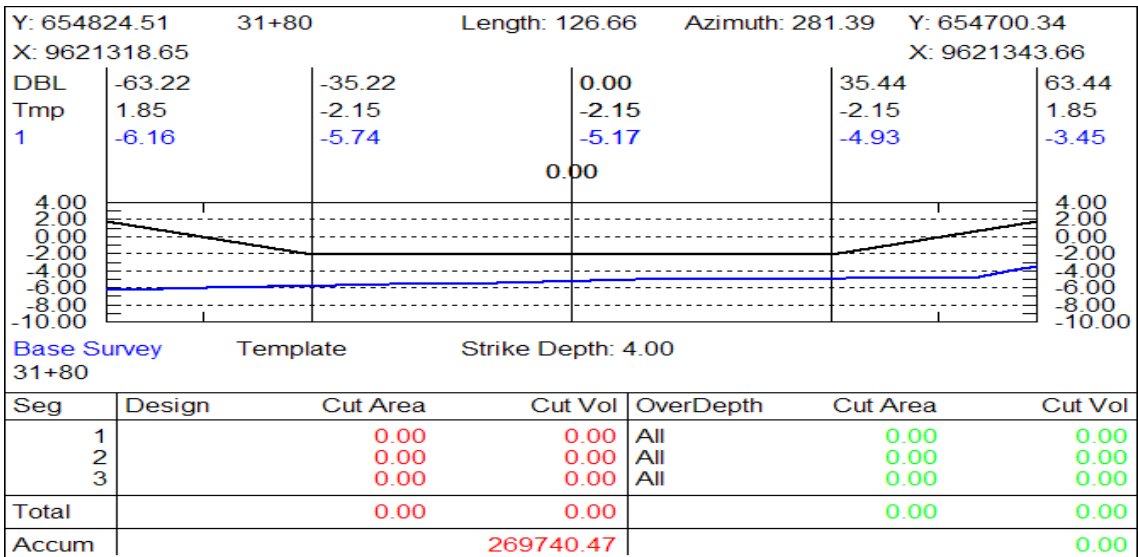 Y: 654824.51 31+80 Length: 126.66 Azimuth: 281.39 Y: 654700.34
X: 9621318.65 X: 9621343.66
DBL -63.22 -35.22 0.00 35.44 63.44
Tmp 1.85 -2.15 -2.15 -2.15 1.85
1 -6.16 -5.74 -5.17 -4.93 -3.45
0.00
4.00 4.00
2.00 2.00
0.00 0.00
-2.00 -2.00
-4.00 -4.00
-6.00 -6.00
-8.00 -8.00
-10.00 -10.00
Base Survey Template Strike Depth: 4.00
31+80
Seg Design Cut Area Cut Vol OverDepth Cut Area Cut Vol
1 0.00 0.00 All 0.00 0.00
2 0.00 0.00 All 0.00 0.00
3 0.00 0.00 All 0.00 0.00
Total 0.00 0.00 0.00 0.00
Accum 269740.47 0.00